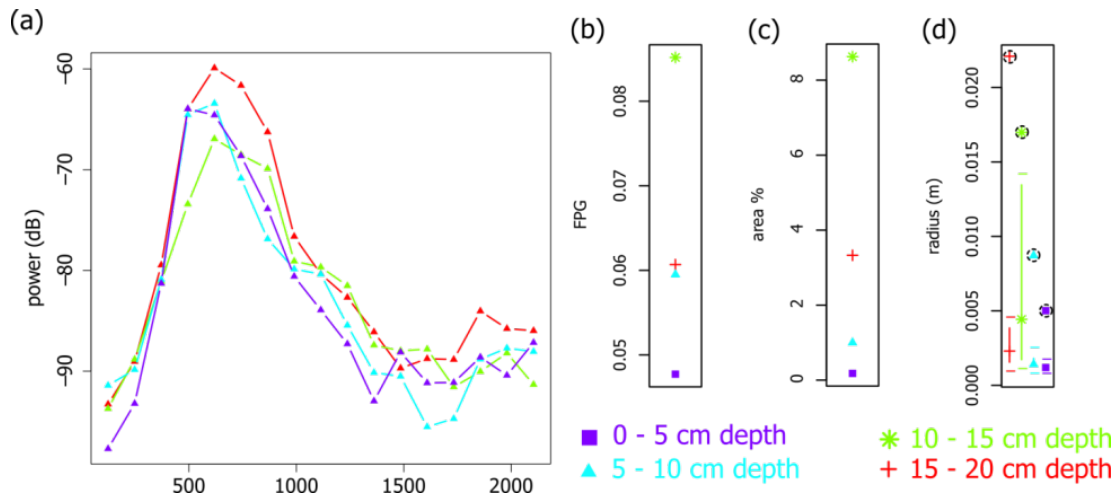 (a)
power (dB)
−60
−70
−80
−90
500
1000
1500
2000
(b)
FPG
0.08
0.07
0.06
0.05
(c)
area %
8
6
4
2
0
(d)
radius (m)
0.020
0.015
0.010
0.005
0.000
0 - 5 cm depth
5 - 10 cm depth
10 - 15 cm depth
15 - 20 cm depth